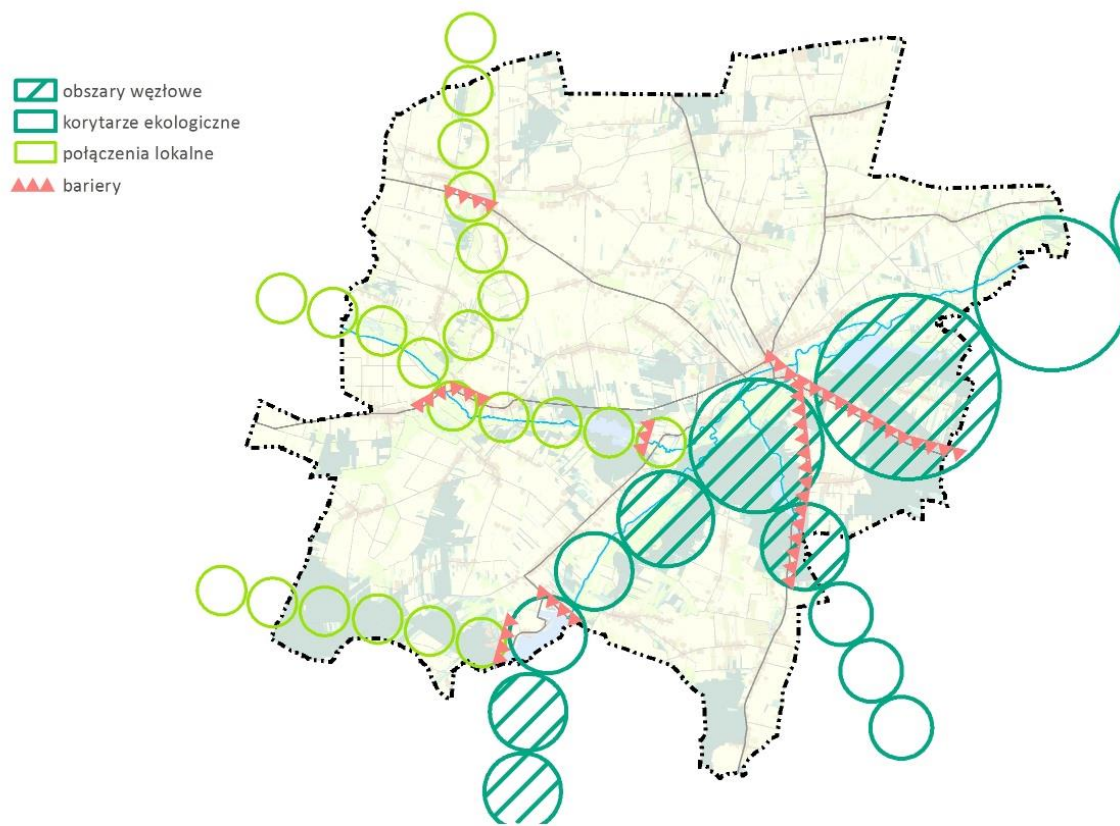 obszary węzłowe
korytarze ekologiczne
połączenia lokalne
bariery